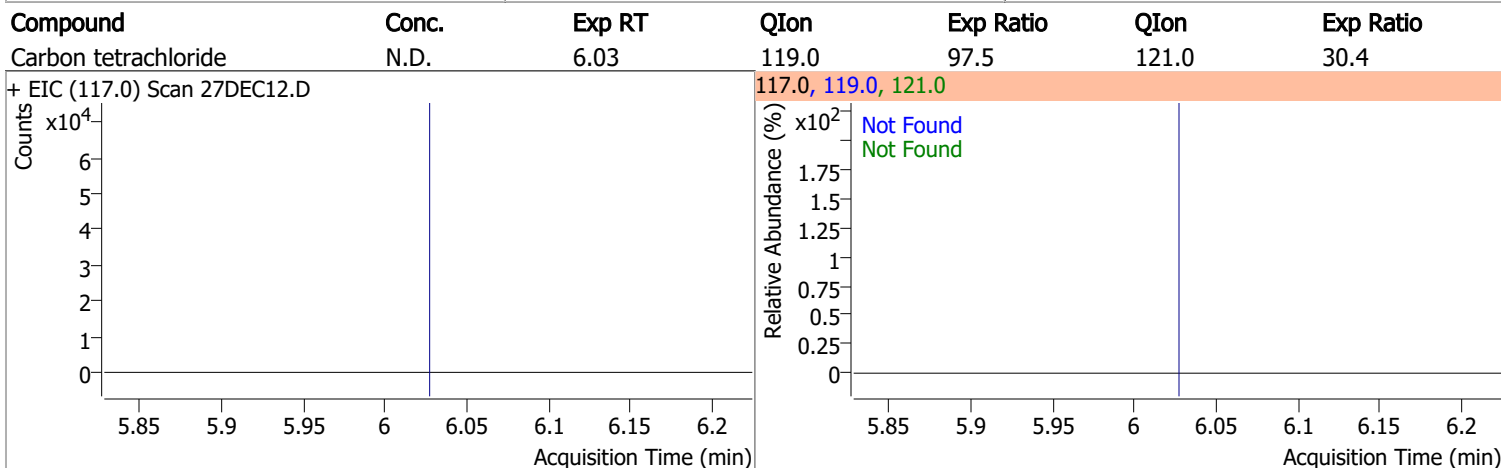 Compound Conc. Exp RT QIon Exp Ratio QIon Exp Ratio
Carbon tetrachloride N.D. 6.03 119.0 97.5 121.0 30.4
+ EIC (117.0) Scan 27DEC12.D
Counts
x10⁴
6
5
4
3
2
1
0
5.85 5.9 5.95 6 6.05 6.1 6.15 6.2
Acquisition Time (min)
117.0, 119.0, 121.0
Relative Abundance (%)
x10²
Not Found
Not Found
1.75
1.5
1.25
1
0.75
0.5
0.25
0
5.85 5.9 5.95 6 6.05 6.1 6.15 6.2
Acquisition Time (min)